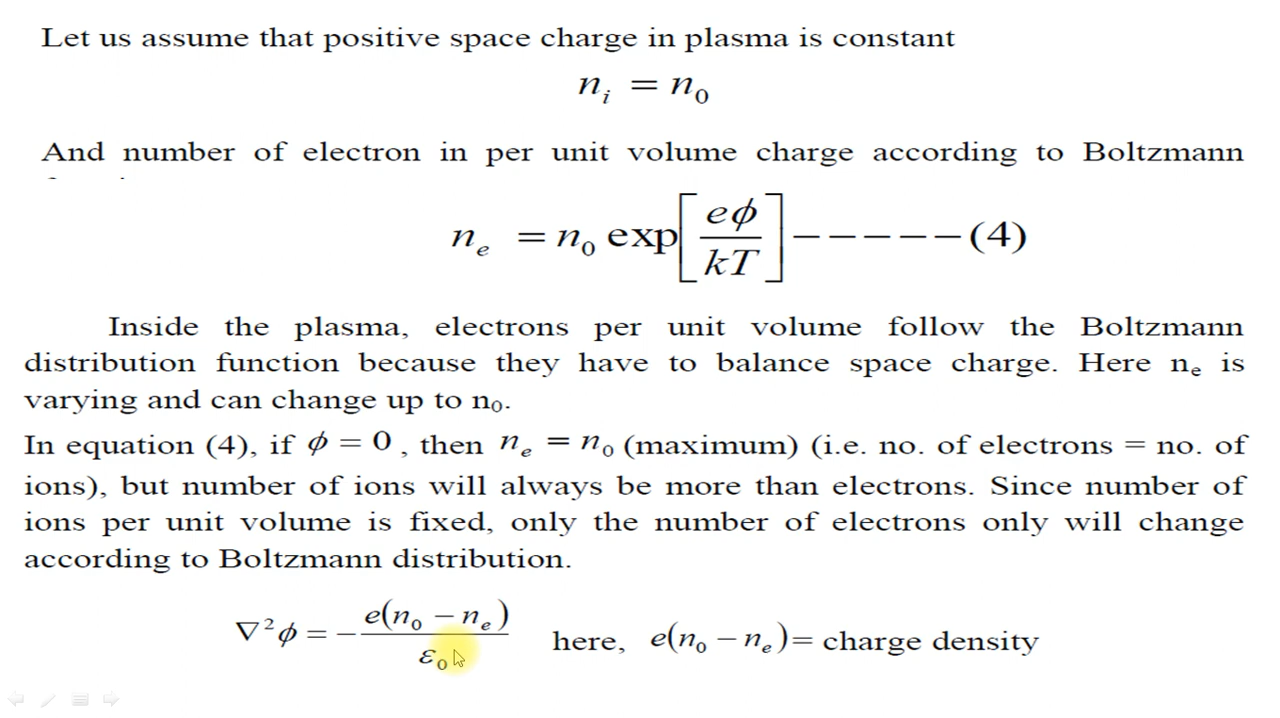 Let us assume that positive space charge in plasma is constant
nᵢ = n₀
And number of electron in per unit volume charge according to Boltzmann
nₑ = n₀ exp[eϕ/kT] −−−−−(4)
Inside the plasma, electrons per unit volume follow the Boltzmann
distribution function because they have to balance space charge. Here nₑ is
varying and can change up to n₀.
In equation (4), if ϕ = 0 , then nₑ = n₀ (maximum) (i.e. no. of electrons = no. of
ions), but number of ions will always be more than electrons. Since number of
ions per unit volume is fixed, only the number of electrons only will change
according to Boltzmann distribution.
∇²ϕ = − e(n₀ − nₑ)/ε₀ here, e(n₀ − nₑ)= charge density